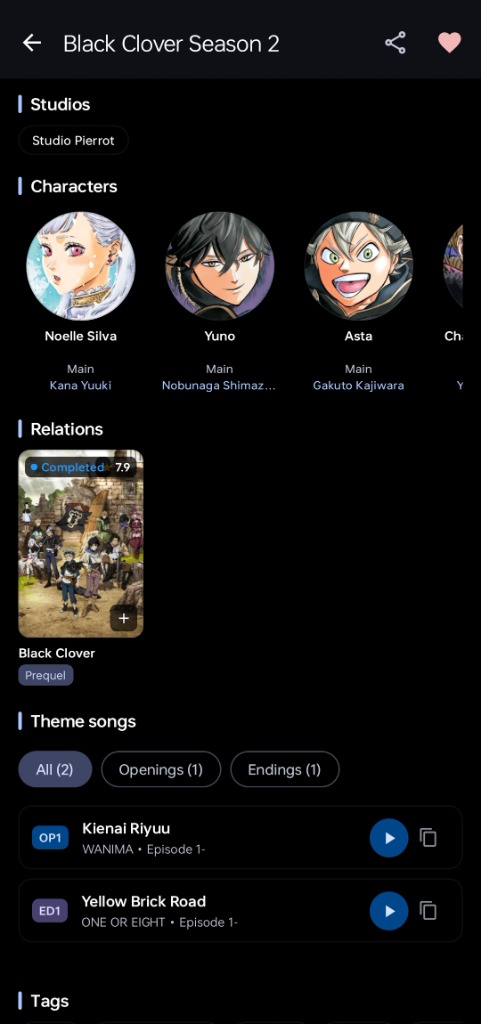 Black Clover Season 2
Studios
Studio Pierrot
Characters
Noelle Silva
Yuno
Asta
Main
Main
Main
Kana Yuuki
Nobunaga Shimaz...
Gakuto Kajiwara
Relations
Completed 7.9
Black Clover
Prequel
Theme songs
All (2)
Openings (1)
Endings (1)
OP1
Kienai Riyuu
WANIMA • Episode 1-
ED1
Yellow Brick Road
ONE OR EIGHT • Episode 1-
Tags